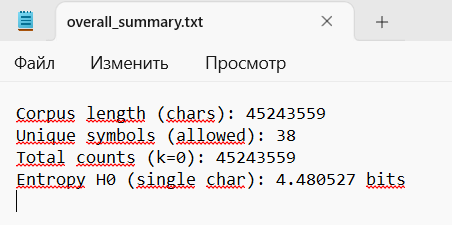 overall_summary.txt
Файл Изменить Просмотр
Corpus length (chars): 45243559
Unique symbols (allowed): 38
Total counts (k=0): 45243559
Entropy H0 (single char): 4.480527 bits